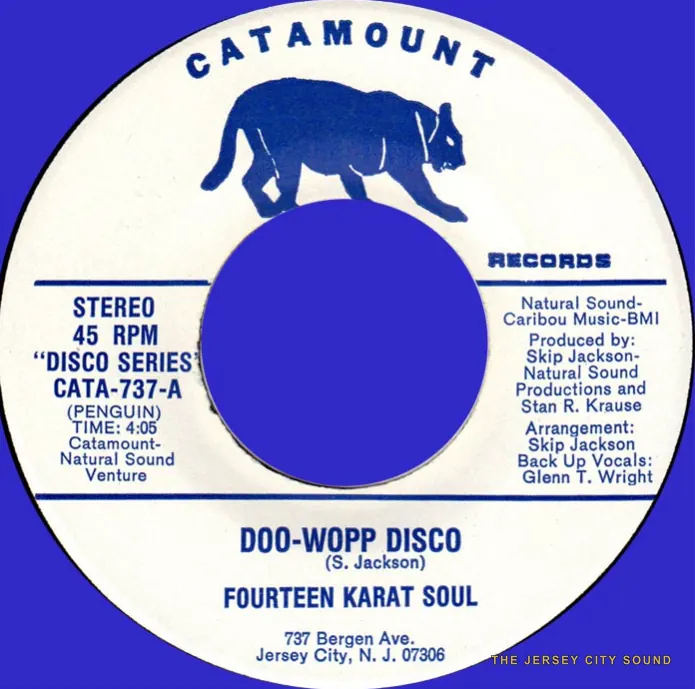 CATAMOUNT
RECORDS
STEREO
45 RPM
"DISCO SERIES"
CATA-737-A
(PENGUIN)
TIME: 4:05
Catamount-
Natural Sound
Venture
Natural Sound-
Caribou Music-BMI
Produced by:
Skip Jackson-
Natural Sound
Productions and
Stan R. Krause
Arrangement:
Skip Jackson
Back Up Vocals:
Glenn T. Wright
DOO-WOPP DISCO
(S. Jackson)
FOURTEEN KARAT SOUL
737 Bergen Ave.
Jersey City, N. J. 07306
THE JERSEY CITY SOUND